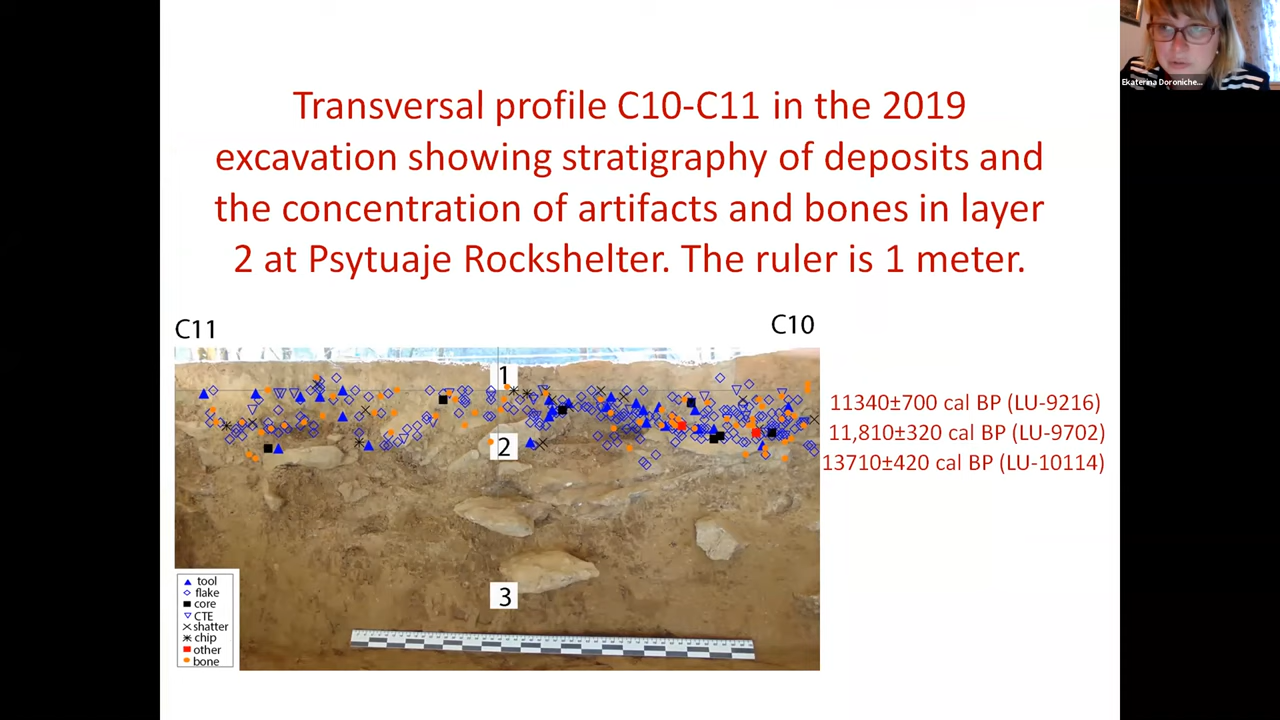 Ekaterina Doroniche...
Transversal profile C10-C11 in the 2019
excavation showing stratigraphy of deposits and
the concentration of artifacts and bones in layer
2 at Psytuaje Rockshelter. The ruler is 1 meter.
C11
C10
1
2
3
11340±700 cal BP (LU-9216)
11,810±320 cal BP (LU-9702)
13710±420 cal BP (LU-10114)
tool
flake
core
CTE
shatter
chip
other
bone